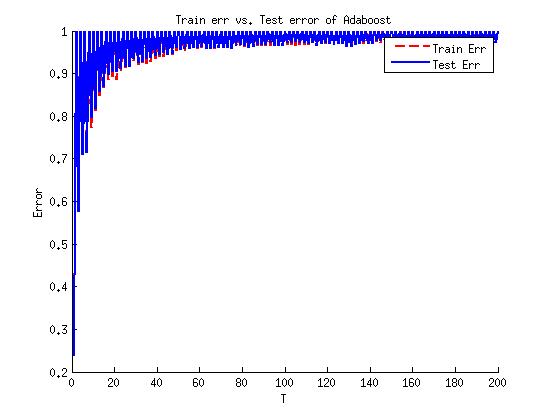 Train err vs. Test error of Adaboost
1
0.9
0.8
0.7
0.6
0.5
0.4
0.3
0.2
Error
Train Err
Test Err
0 20 40 60 80 100 120 140 160 180 200
T